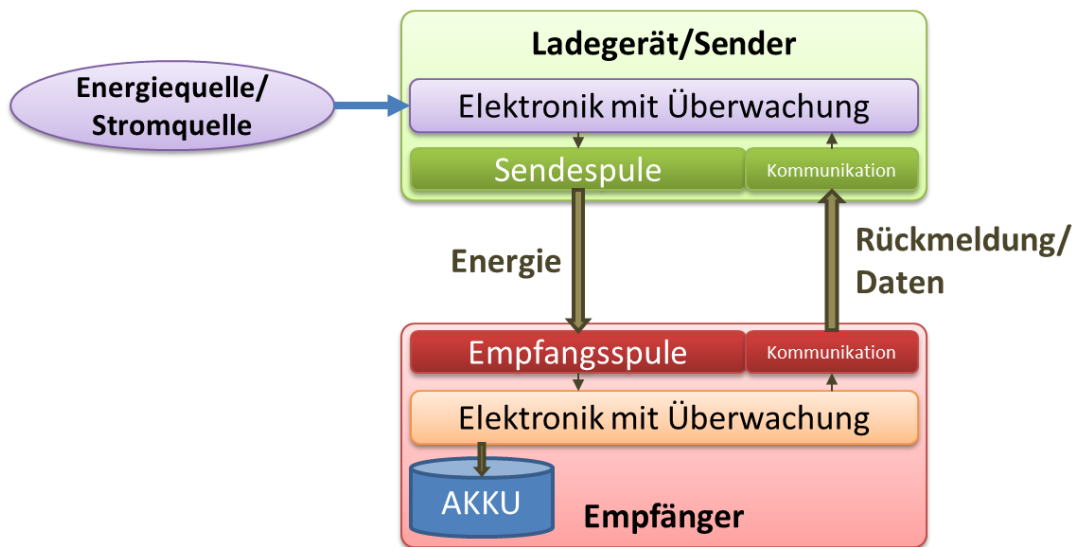 Ladegerät/Sender
Energiequelle/
Stromquelle
Elektronik mit Überwachung
Sendespule
Kommunikation
Energie
Rückmeldung/
Daten
Empfangsspule
Kommunikation
Elektronik mit Überwachung
AKKU
Empfänger